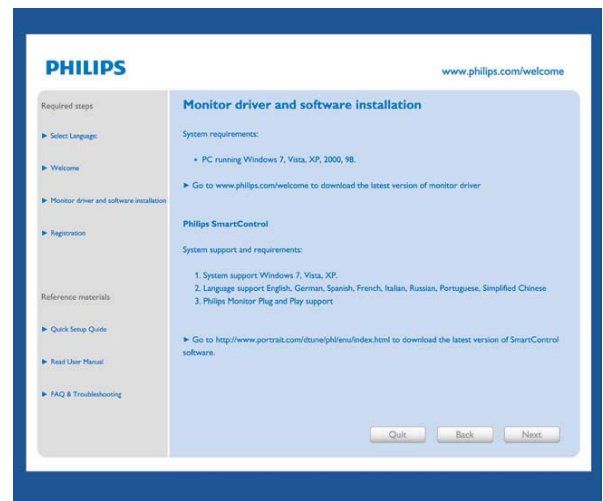 PHILIPS
www.philips.com/welcome
Required steps
► Select Language:
► Welcome
► Monitor driver and software installation
► Registration
Reference materials
► Quick Setup Quide
► Read User Manual
► FAQ & Troubleshooting
Monitor driver and software installation
System requirements:
• PC running Windows 7, Vista, XP, 2000, 98.
► Go to www.philips.com/welcome to download the latest version of monitor driver
Philips SmartControl
System support and requirements:
1. System support Windows 7, Vista, XP.
2. Language support English, German, Spanish, French, Italian, Russian, Portuguese, Simplified Chinese
3. Philips Monitor Plug and Play support
► Go to http://www.portrait.com/dtune/phl/enu/index.html to download the latest version of SmartControl
software.
Quit
Back
Next